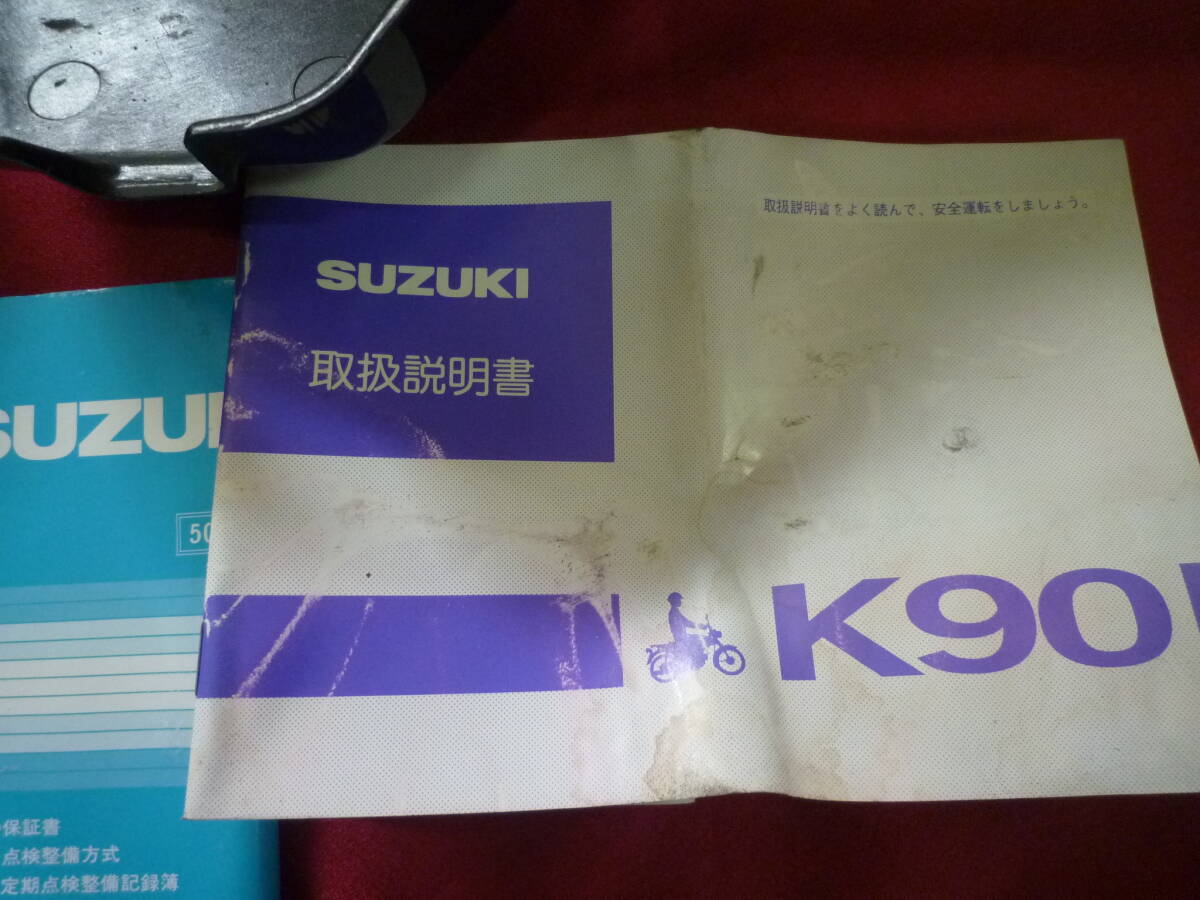 取扱説明書をよく読んで、安全運転をしましょう。
SUZUKI
取扱説明書
K90
SUZU
50
保証書
点検整備方式
定期点検整備記録簿